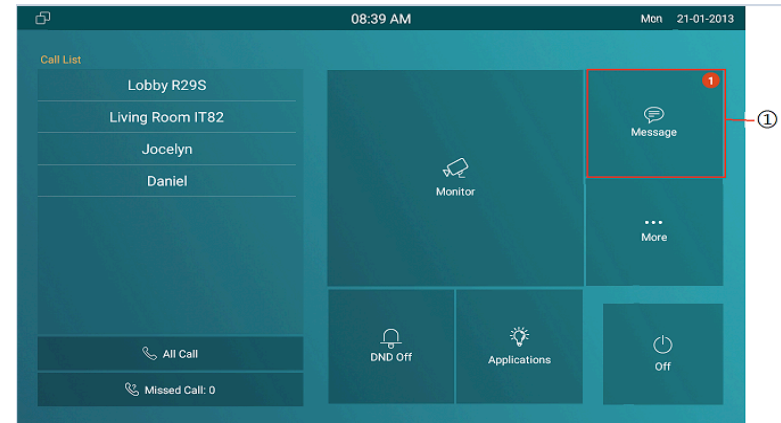 08:39 AM
Mon 21-01-2013
Call List
Lobby R29S
Living Room IT82
Jocelyn
Daniel
All Call
Missed Call: 0
Monitor
1
Message
①
More
DND Off
Applications
Off